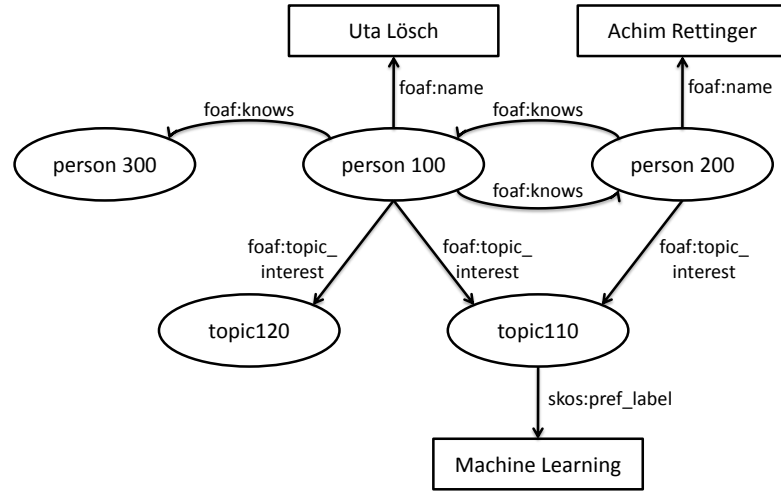 Uta Lösch
Achim Rettinger
foaf:name
foaf:name
foaf:knows
foaf:knows
person 300
person 100
person 200
foaf:knows
foaf:topic_
interest
foaf:topic_
interest
foaf:topic_
interest
topic120
topic110
skos:pref_label
Machine Learning